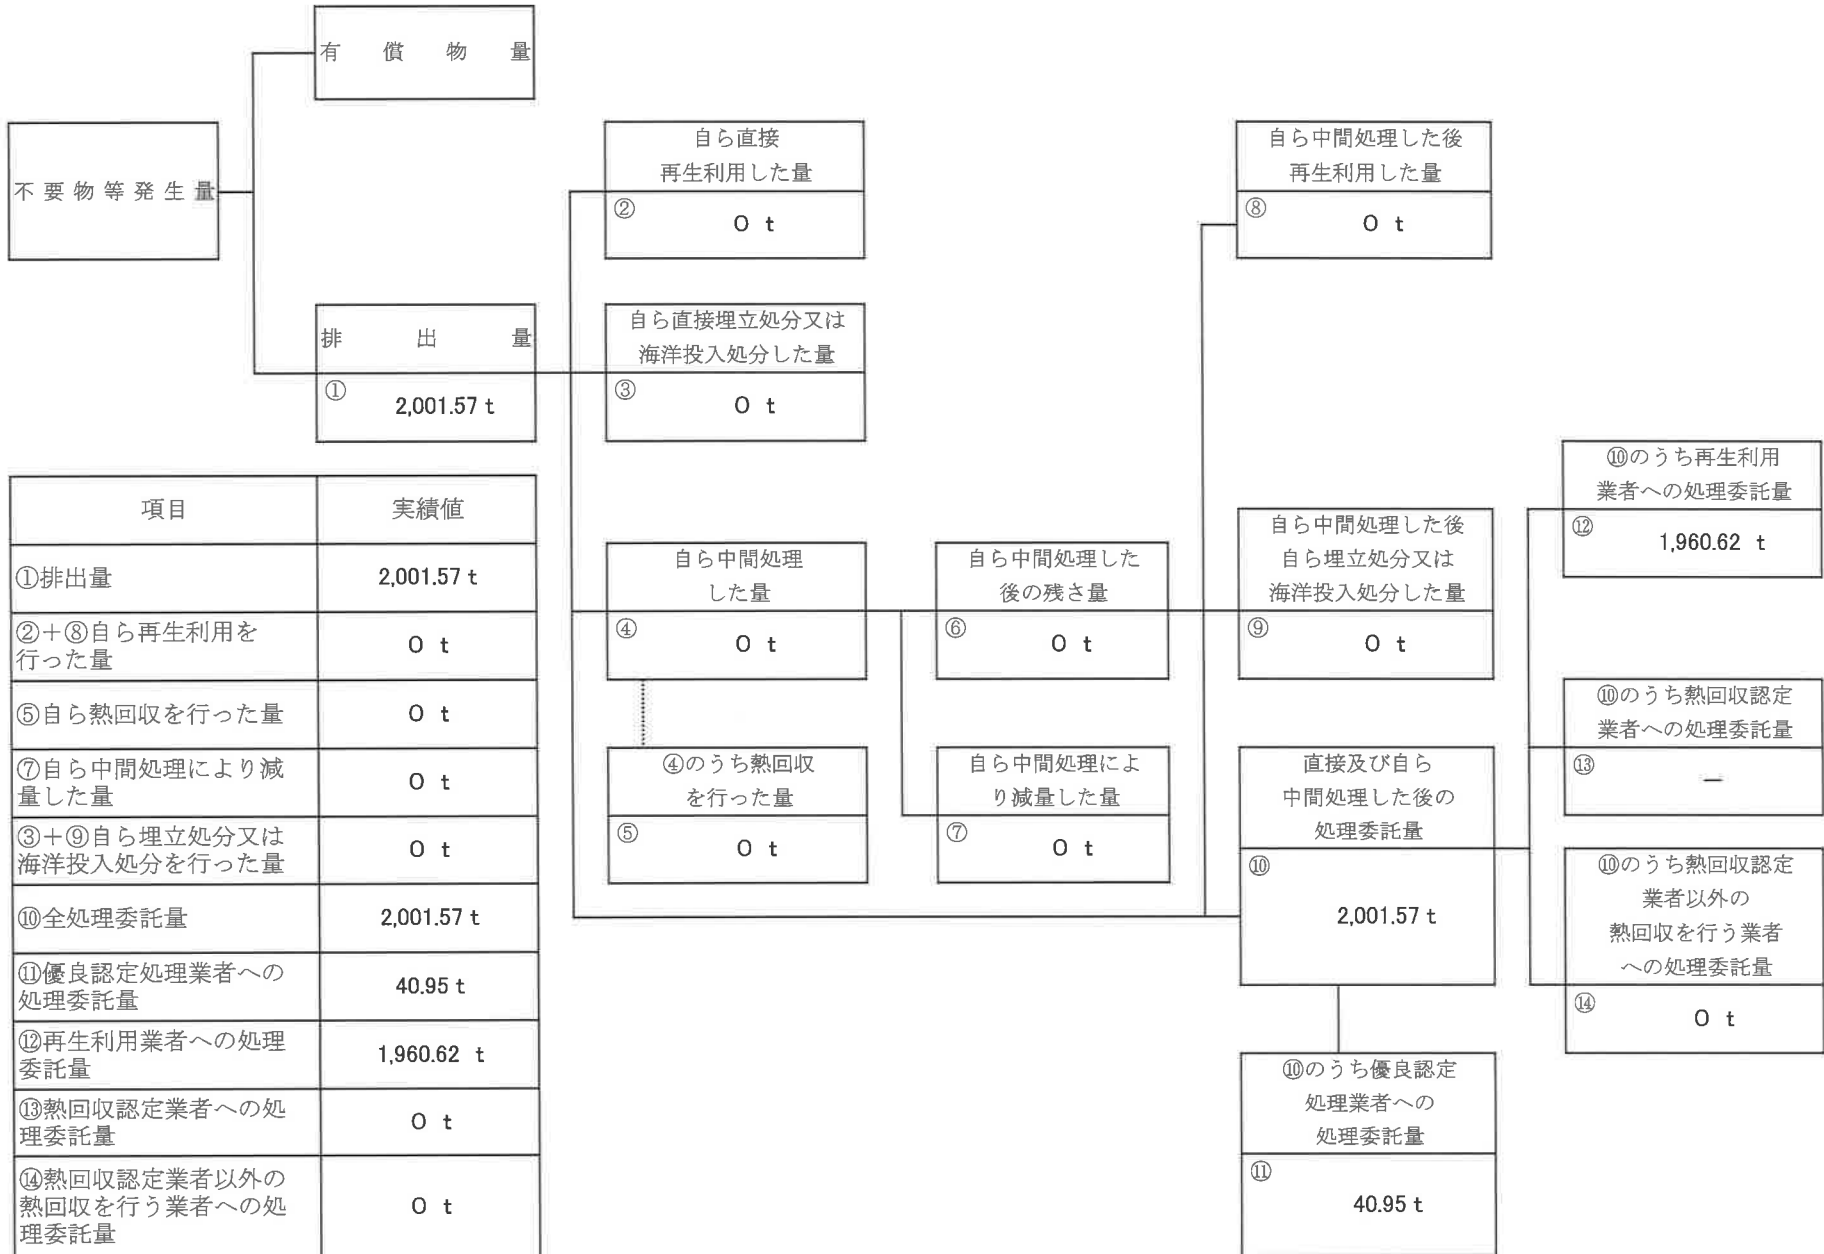 有償物量
不要物等発生量
自ら直接
再生利用した量
② 0 t
自ら中間処理した後
再生利用した量
⑧ 0 t
排出量
① 2,001.57 t
自ら直接埋立処分又は
海洋投入処分した量
③ 0 t
項目 実績値
①排出量 2,001.57 t
②+⑧自ら再生利用を
行った量
0 t
⑤自ら熱回収を行った量 0 t
⑦自ら中間処理により減
量した量
0 t
③+⑨自ら埋立処分又は
海洋投入処分を行った量
0 t
⑩全処理委託量 2,001.57 t
⑪優良認定処理業者への
処理委託量
40.95 t
⑫再生利用業者への処理
委託量
1,960.62 t
⑬熱回収認定業者への処
理委託量
0 t
⑭熱回収認定業者以外の
熱回収を行う業者への処
理委託量
0 t
自ら中間処理
した量
④ 0 t
自ら中間処理した
後の残さ量
⑥ 0 t
自ら中間処理した後
自ら埋立処分又は
海洋投入処分した量
⑨ 0 t
④のうち熱回収
を行った量
⑤ 0 t
自ら中間処理によ
り減量した量
⑦ 0 t
直接及び自ら
中間処理した後の
処理委託量
⑩
2,001.57 t
⑩のうち優良認定
処理業者への
処理委託量
⑪
40.95 t
⑩のうち再生利用
業者への処理委託量
⑫ 1,960.62 t
⑩のうち熱回収認定
業者への処理委託量
⑬ ー
⑩のうち熱回収認定
業者以外の
熱回収を行う業者
への処理委託量
⑭ 0 t